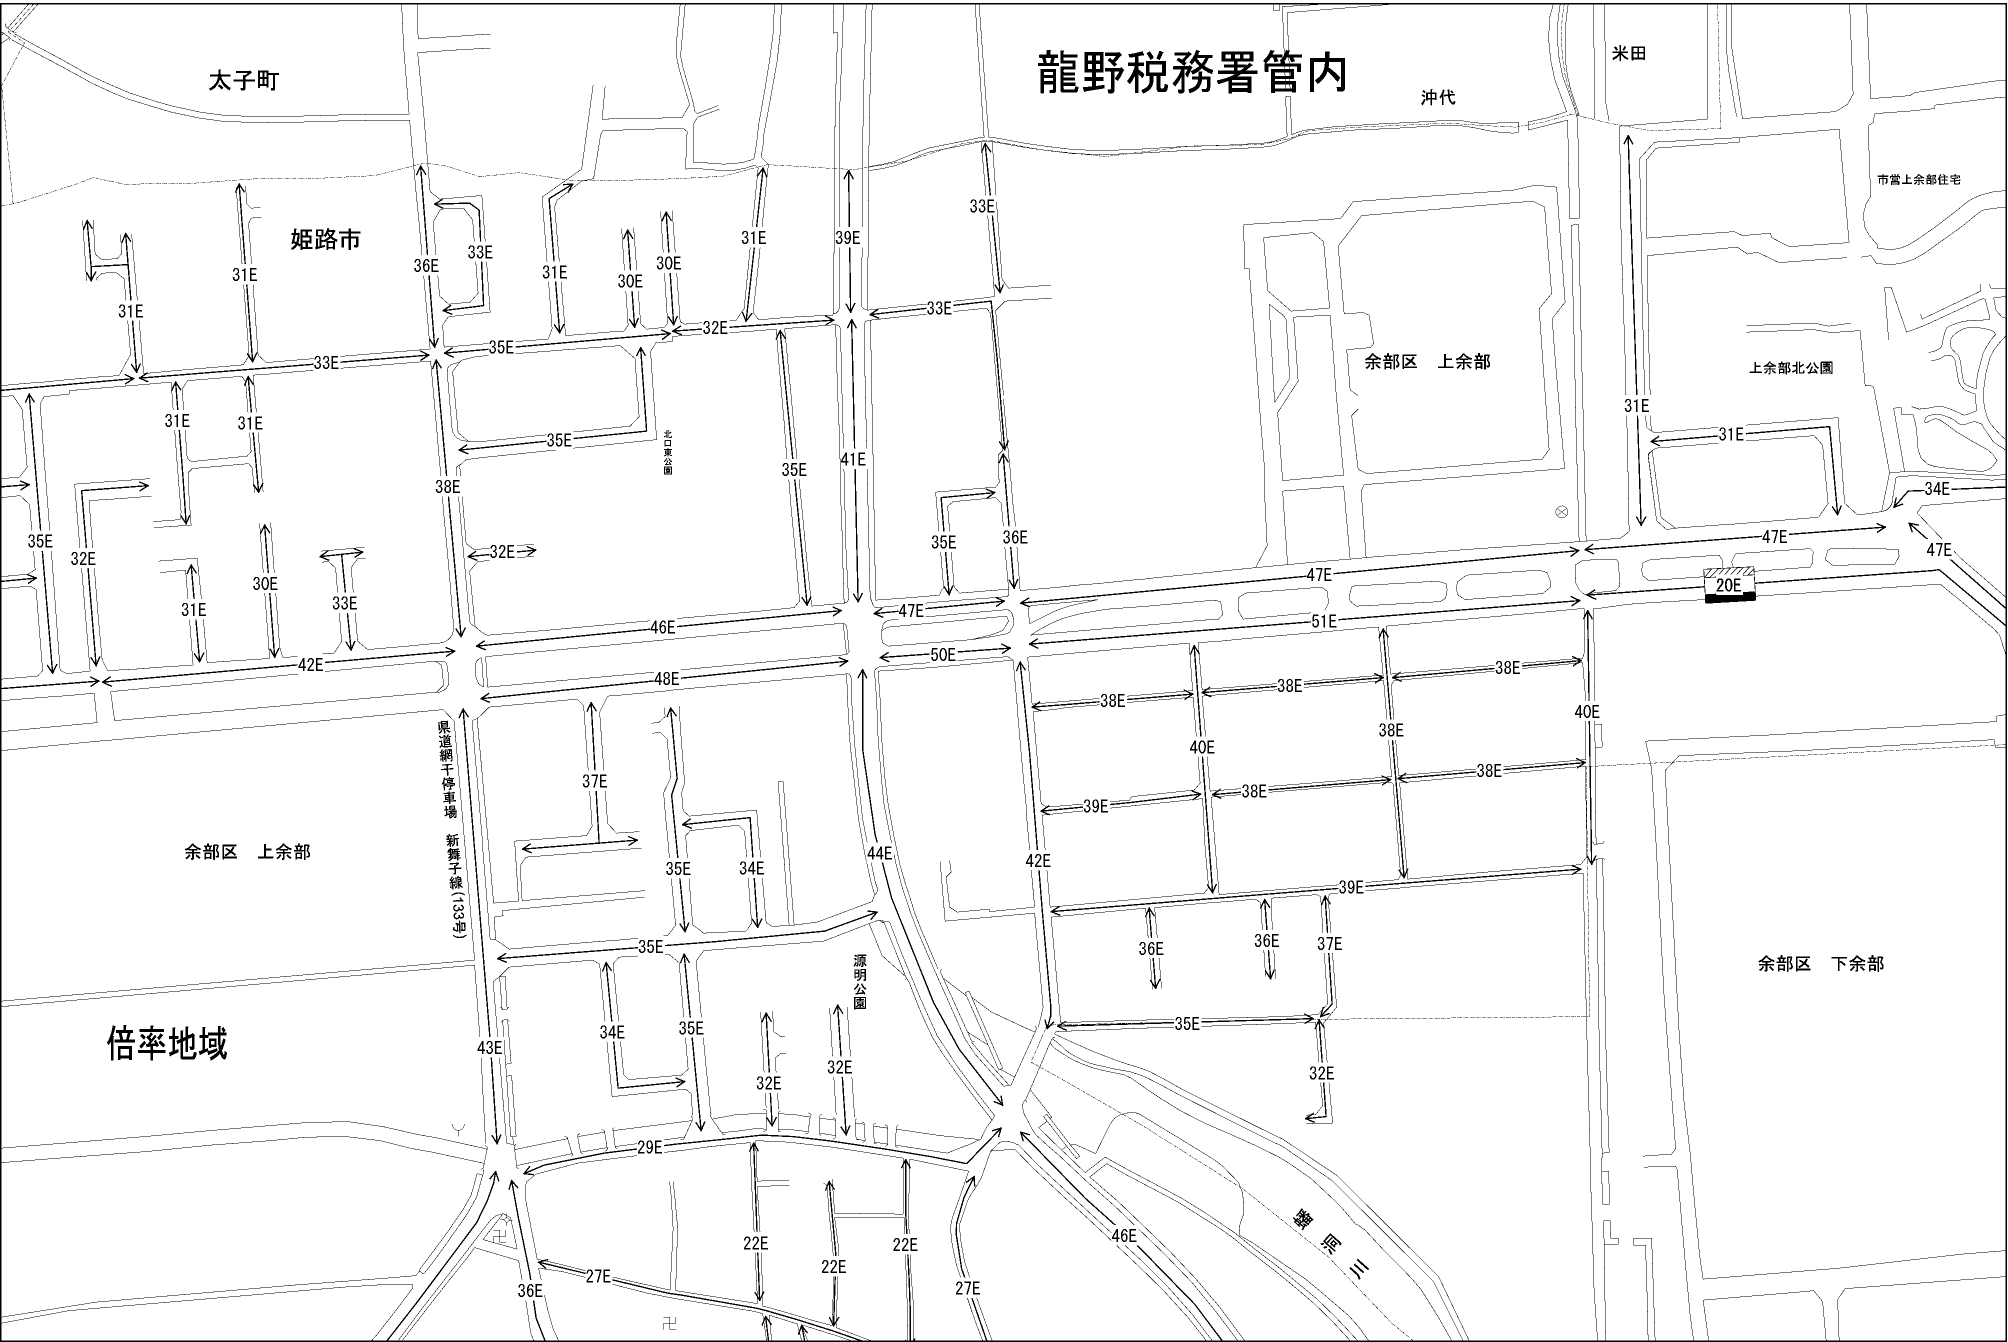 龍野税務署管内
太子町
米田
沖代
市営上余部住宅
33E
姫路市
31E
39E
33E
36E
31E
31E
30E
30E
31E
33E
32E
35E
33E
余部区 上余部
上余部北公園
31E
31E
31E
31E
35E
北口東公園
35E
41E
38E
34E
35E
32E
36E
35E
47E
47E
32E
30E
31E
33E
47E
20E
47E
46E
51E
42E
50E
48E
38E
38E
38E
40E
38E
40E
県道網干停車場 新舞子線(133号)
37E
38E
38E
39E
44E
42E
余部区 上余部
35E
34E
39E
35E
36E
36E
37E
源明公園
余部区 下余部
倍率地域
34E
35E
35E
43E
32E
32E
32E
29E
22E
22E
22E
46E
蟠洞川
27E
36E
27E